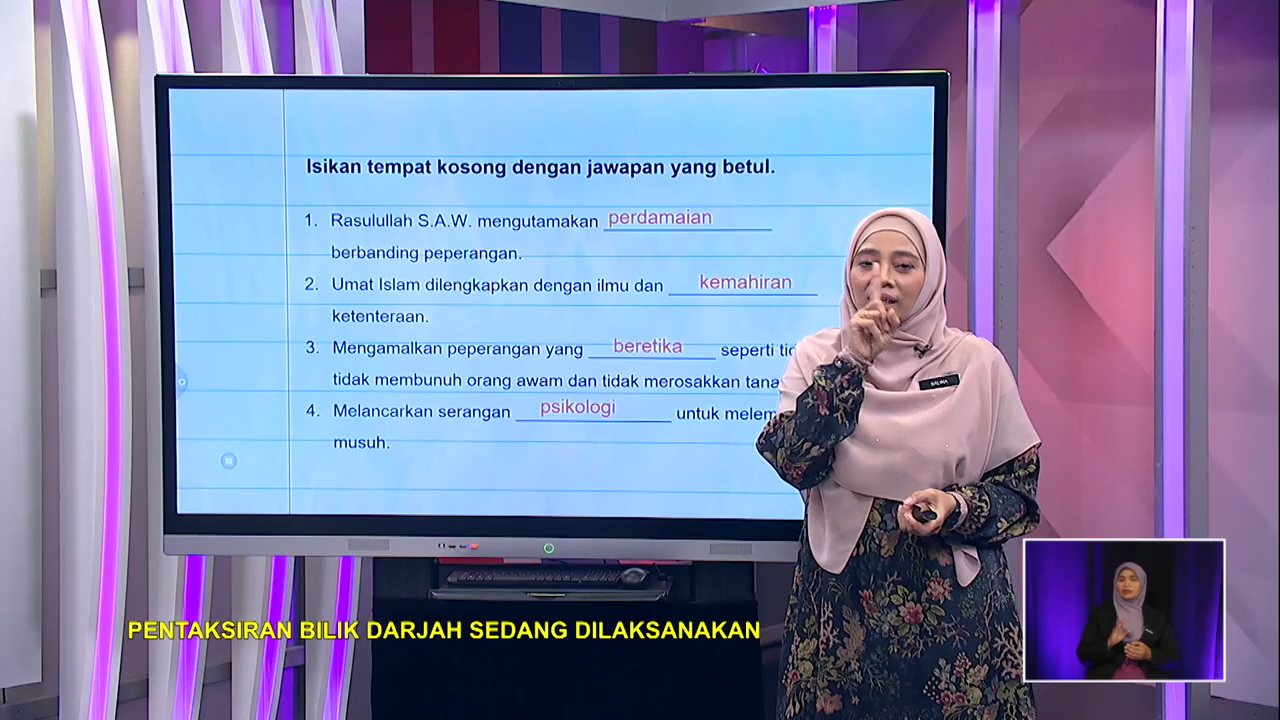 Isikan tempat kosong dengan jawapan yang betul.
1. Rasulullah S.A.W. mengutamakan perdamaian
berbanding peperangan.
2. Umat Islam dilengkapkan dengan ilmu dan kemahiran
ketenteraan.
3. Mengamalkan peperangan yang beretika seperti
tidak membunuh orang awam dan tidak merosakkan
4. Melancarkan serangan psikologi untuk
musuh.
PENTAKSIRAN BILIK DARJAH SEDANG DILAKSANAKAN